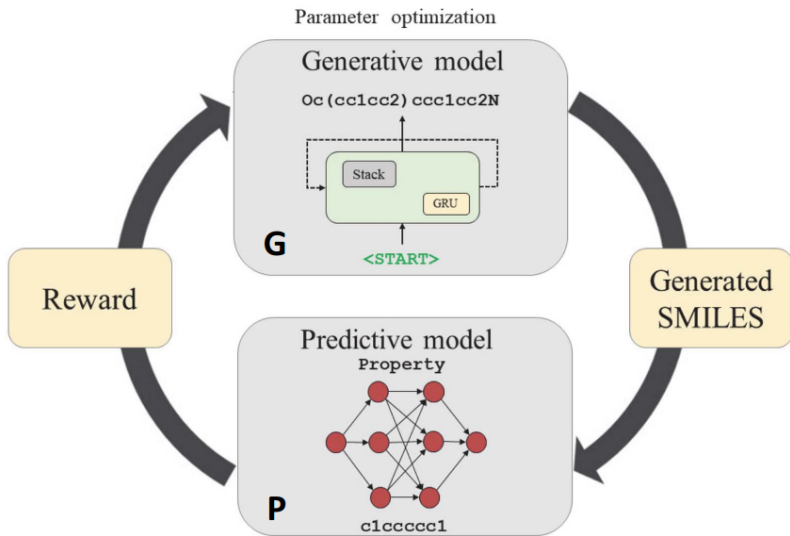 Parameter optimization
Generative model
Oc(cc1cc2)ccc1cc2N
Stack
GRU
G
<START>
Reward
Generated
SMILES
Predictive model
Property
P
c1ccccc1